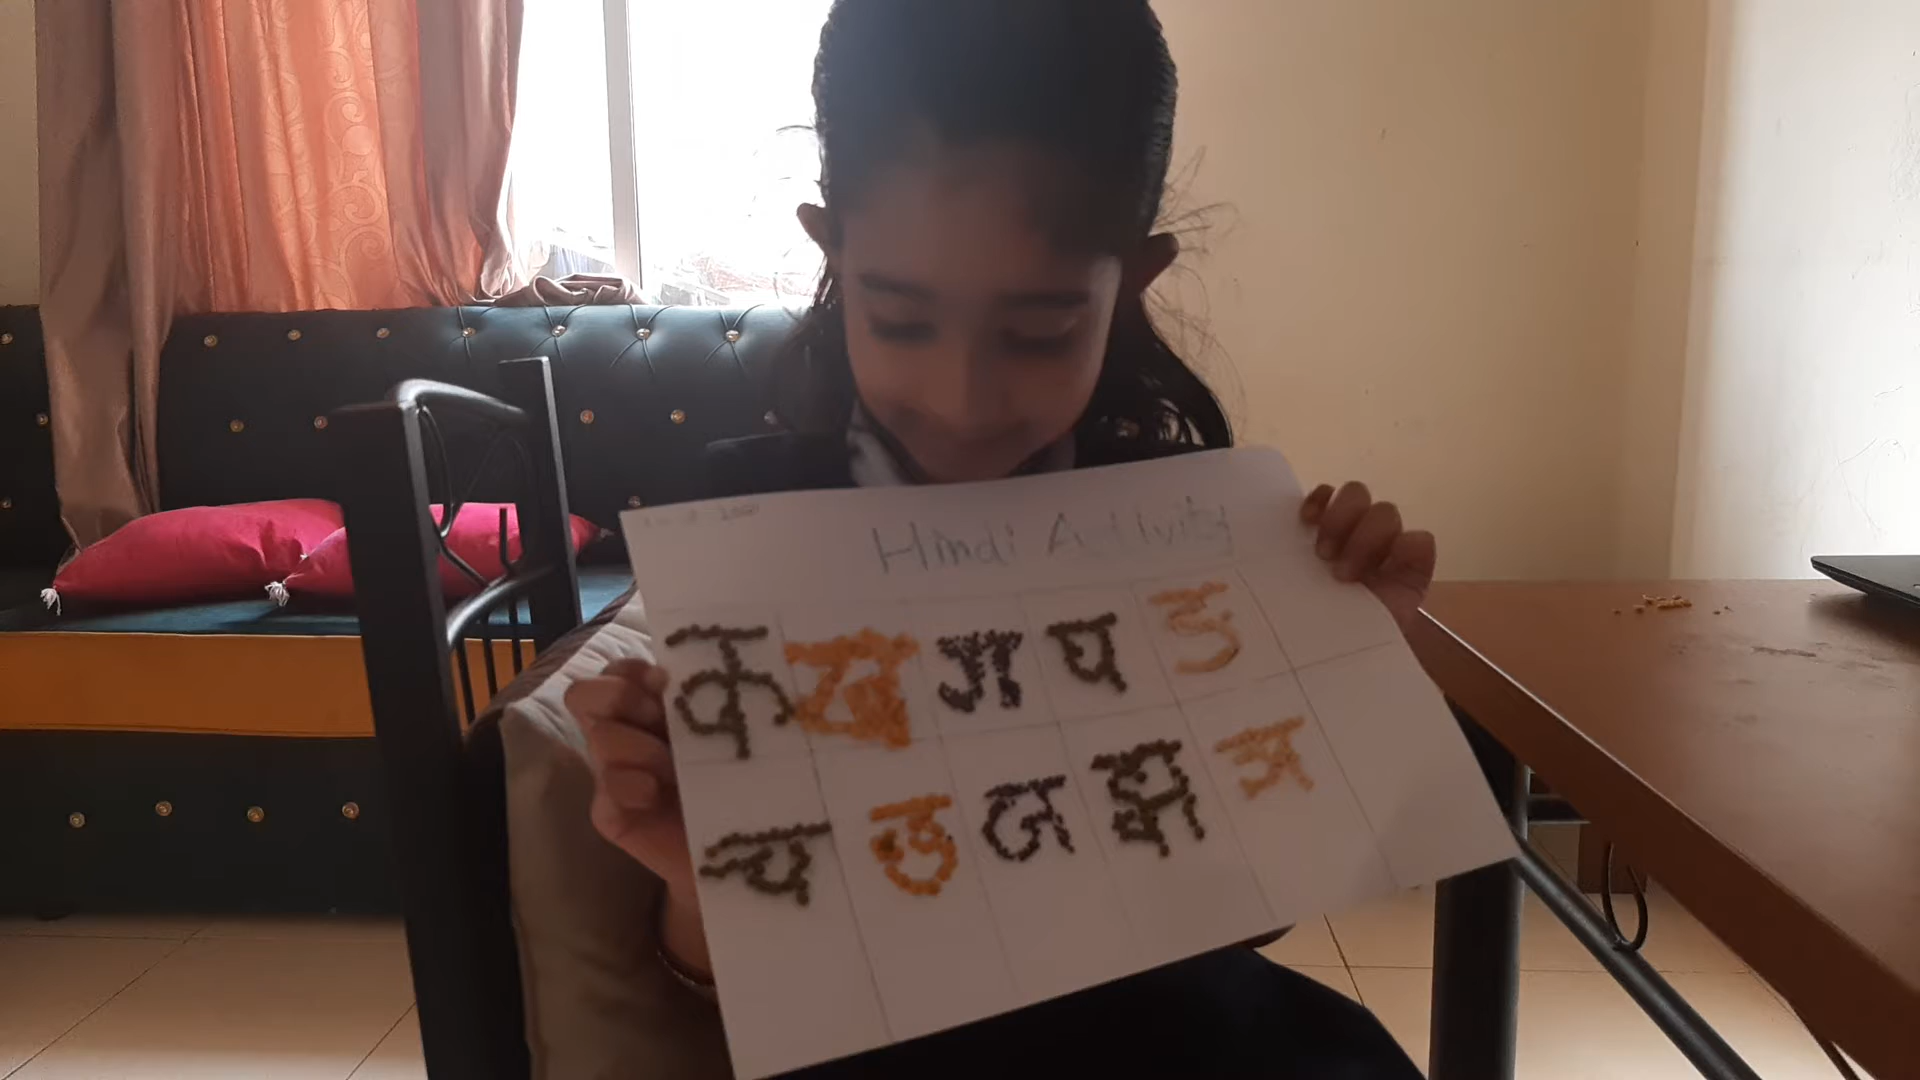 Hindi Activity
क ख ग घ ङ
च छ ज झ ञ